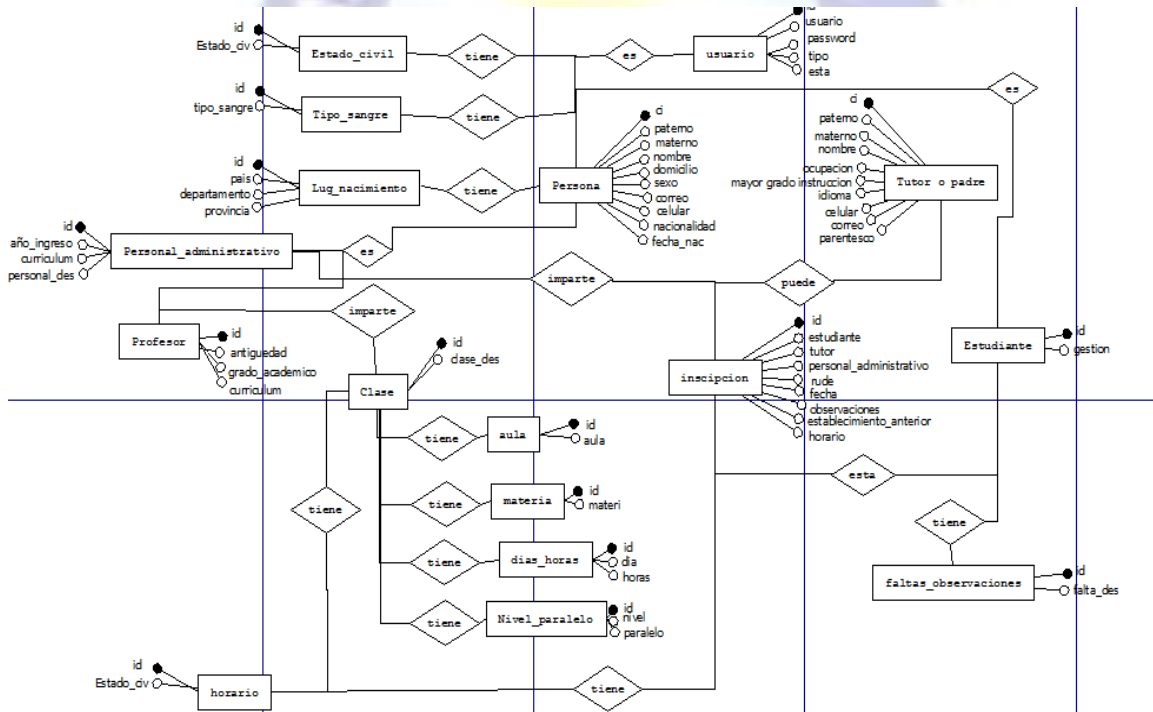 id
Estado_civ
Estado_civil
tiene
es
usuario
id
usuario
password
tipo
esta
id
tipo_sangre
Tipo_sangre
tiene
es
id
pais
departamento
provincia
Lug_nacimiento
tiene
Persona
ci
paterno
materno
nombre
domicilio
sexo
correo
celular
nacionalidad
fecha_nac
ci
paterno
materno
nombre
ocupacion
mayor grado instruccion
idioma
celular
correo
parentesco
Tutor o padre
id
año_ingreso
curriculum
personal_des
Personal_administrativo
es
imparte
puede
Profesor
id
antiguedad
grado_academico
curriculum
imparte
id
clase_des
Clase
inscipcion
id
estudiante
tutor
personal_administrativo
rude
fecha
observaciones
establecimiento_anterior
horario
Estudiante
id
gestion
tiene
aula
id
aula
tiene
materia
id
materi
esta
tiene
tiene
dias_horas
id
dia
horas
tiene
faltas_observaciones
id
falta_des
tiene
Nivel_paralelo
id
nivel
paralelo
id
Estado_civ
horario
tiene